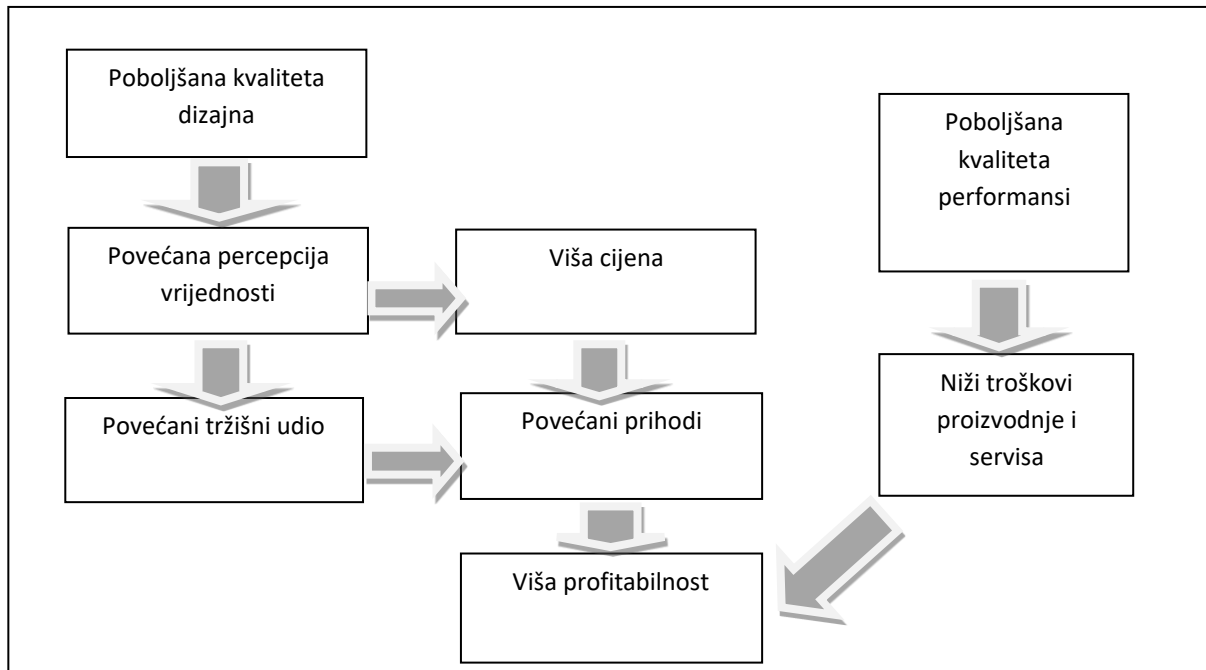 Poboljšana kvaliteta
dizajna
Poboljšana
kvaliteta
performansi
Povećana percepcija
vrijednosti
Viša cijena
Povećani tržišni udio
Povećani prihodi
Niži troškovi
proizvodnje i
servisa
Viša profitabilnost